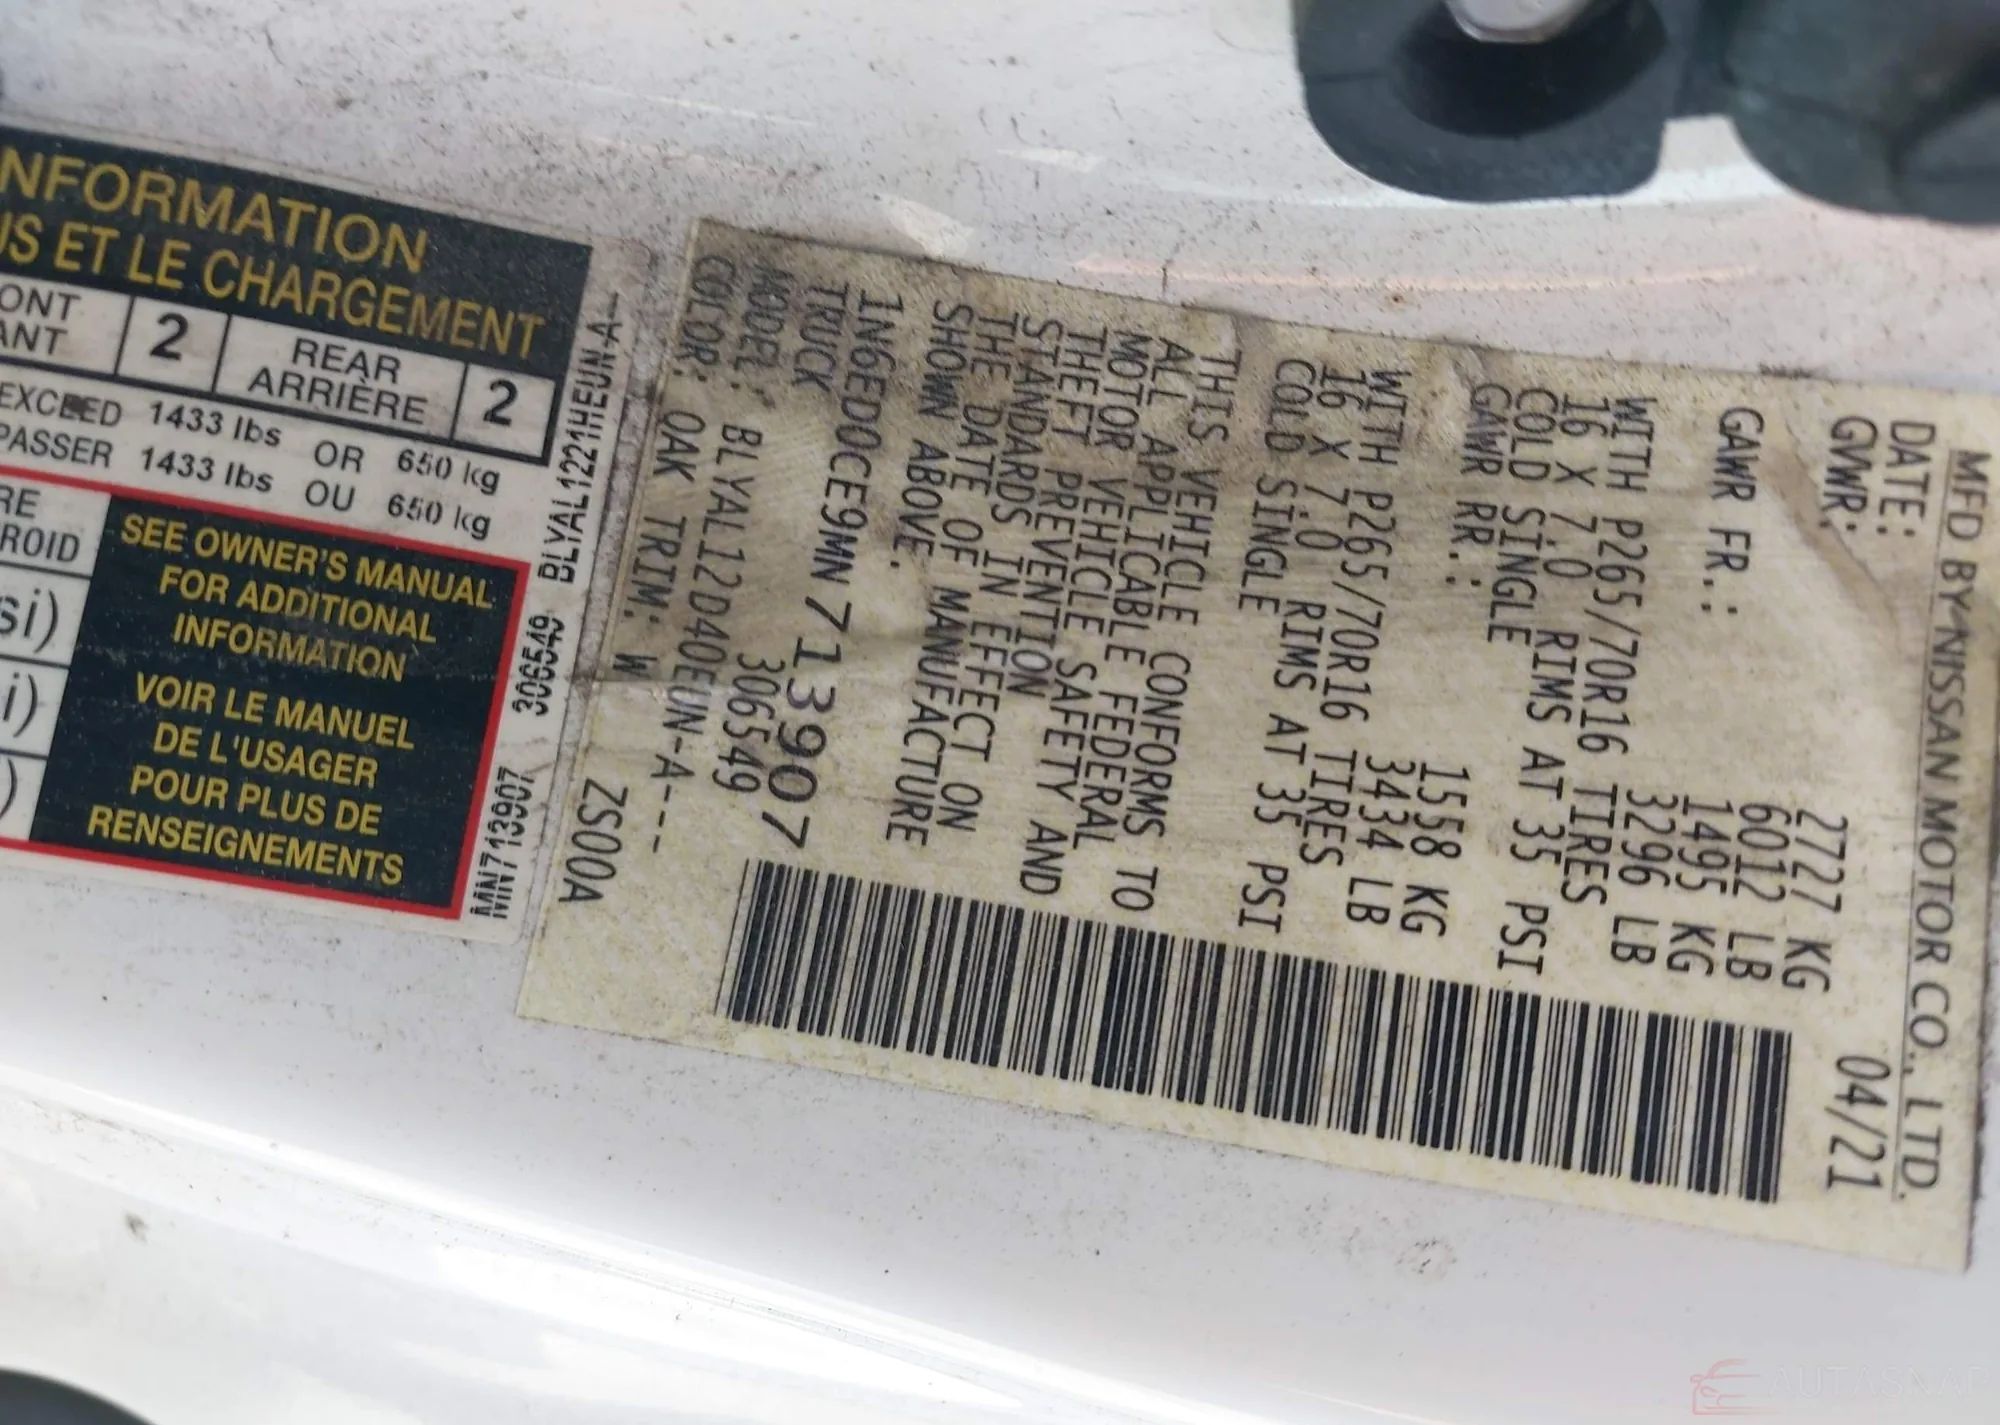 NFORMATION
US ET LE CHARGEMENT
ONT
ANT
2
REAR
ARRIÈRE
2
EXCEED 1433 lbs OR 650 kg
PASSER 1433 lbs OU 650 kg
RE
ROID
si)
i)
)
SEE OWNER'S MANUAL
FOR ADDITIONAL
INFORMATION
VOIR LE MANUEL
DE L'USAGER
POUR PLUS DE
RENSEIGNEMENTS
MN713907 306549 BLYAL1221HEUN A–
MFD BY NISSAN MOTOR CO., LTD.
DATE: 04/21
GVWR: 2727 KG
6012 LB
GAWR FR.: 1495 KG
3296 LB
WITH P265/70R16 TIRES
16 X 7.0 RIMS AT 35 PSI
COLD SINGLE
GAWR RR.: 1558 KG
3434 LB
WITH P265/70R16 TIRES
16 X 7.0 RIMS AT 35 PSI
COLD SINGLE
THIS VEHICLE CONFORMS TO
ALL APPLICABLE FEDERAL
MOTOR VEHICLE SAFETY AND
THEFT PREVENTION
STANDARDS IN EFFECT ON
THE DATE OF MANUFACTURE
SHOWN ABOVE.
1N6ED0CE9MN713907
TRUCK 306549
MODEL: BLYAL12D40EUN-A---
COLOR: QAK TRIM: W ZS00A
AUTASNAP